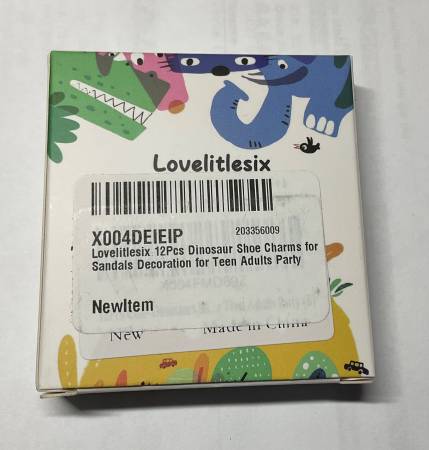 Lovelitlesix
X004DEIEIP 203356009
Lovelitlesix 12Pcs Dinosaur Shoe Charms for
Sandals Decoration for Teen Adults Party
NewItem
New Made in China